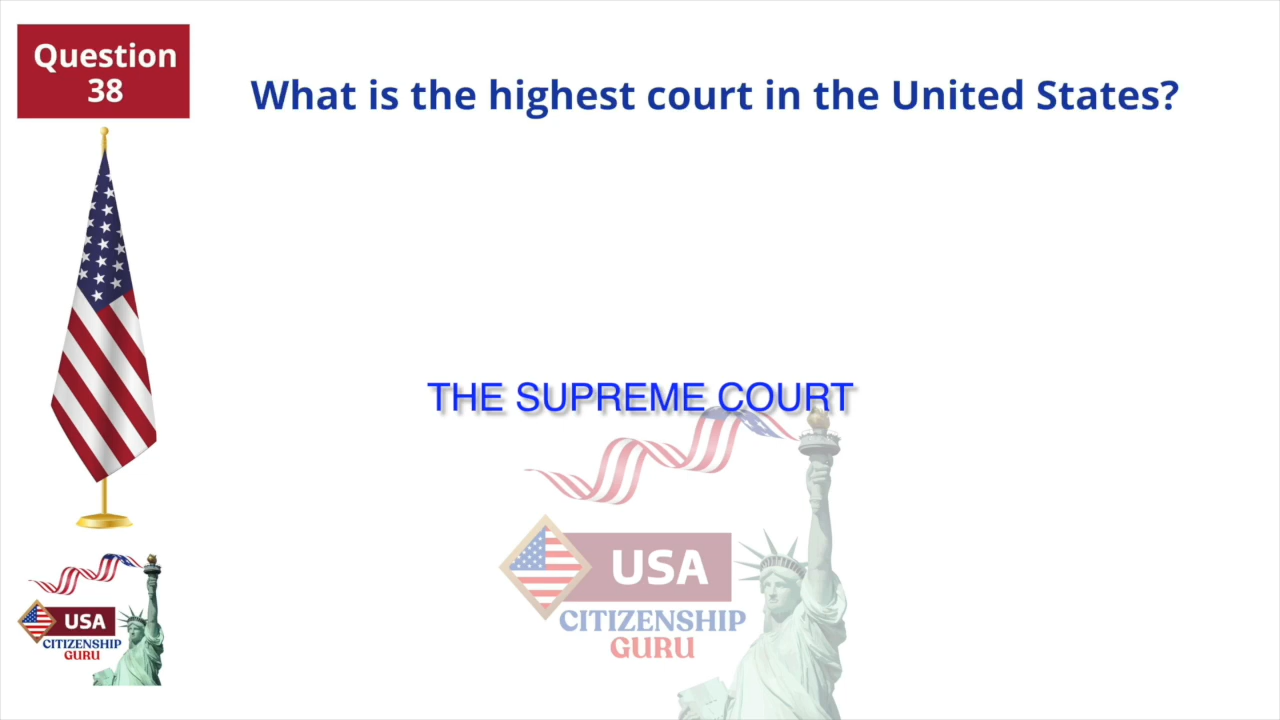 Question
38
What is the highest court in the United States?
THE SUPREME COURT
USA
CITIZENSHIP
GURU
USA
CITIZENSHIP
GURU